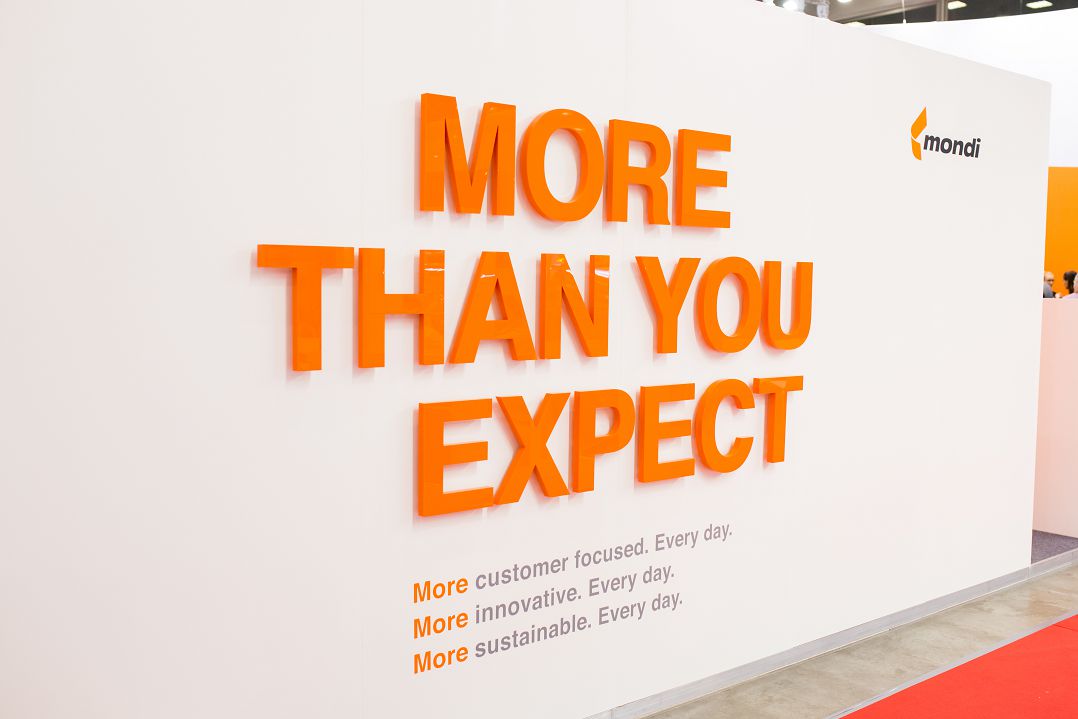 MORE
THAN YOU
EXPECT
More customer focused. Every day.
More innovative. Every day.
More sustainable. Every day.
mondi